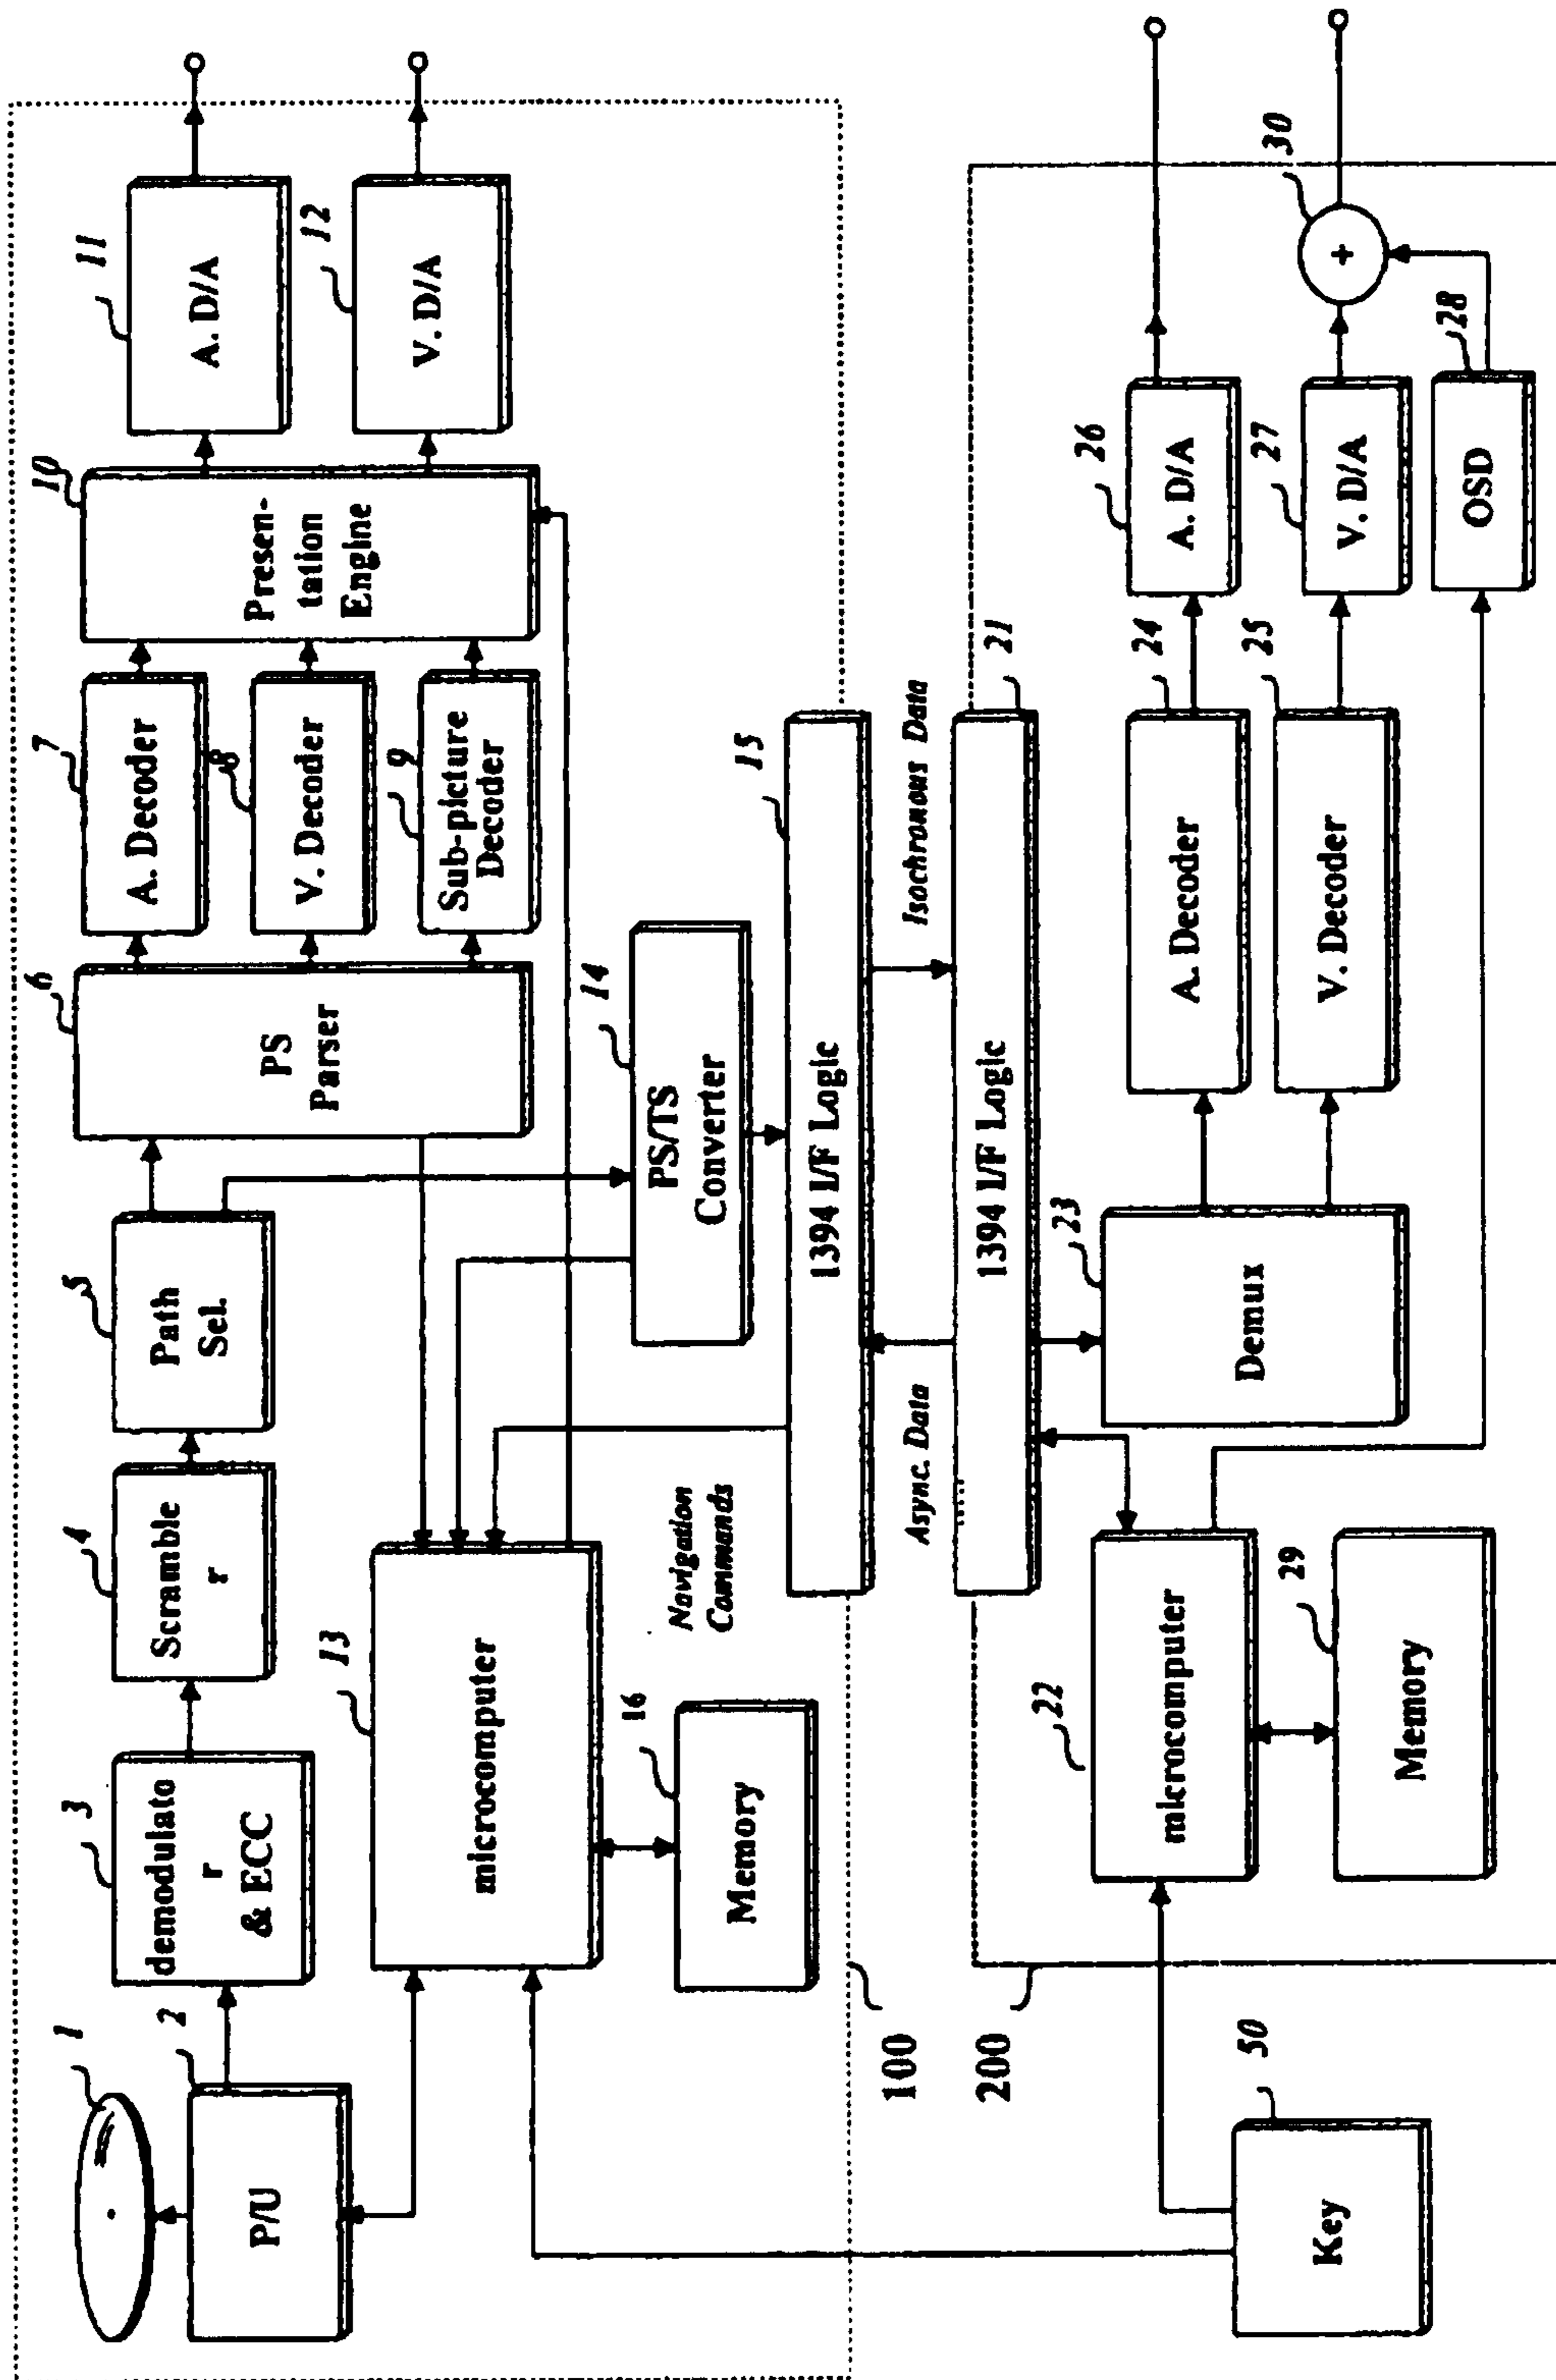 1
P/U
2
demodulato
r
& ECC
3
Scramble
r
4
Path
Sel.
5
PS
Parser
6
A. Decoder
7
V. Decoder
8
Sub-picture
Decoder
9
Presen-
tation
Engine
10
A. D/A
11
V. D/A
12
microcomputer
13
Memory
16
Navigation
Commands
PS/TS
Converter
14
1394 I/F Logic
15
Async. Data
Isochronous Data
100
200
1394 I/F Logic
21
Key
50
microcomputer
22
Memory
29
Demux
23
A. Decoder
24
V. Decoder
25
A. D/A
26
V. D/A
27
OSD
28
+
30